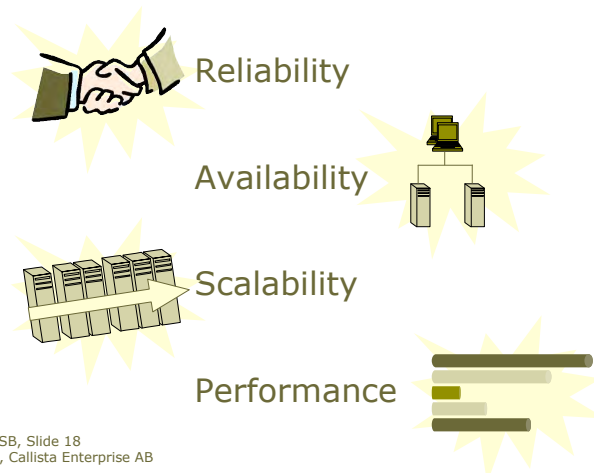 Reliability
Availability
Scalability
Performance
SB, Slide 18
, Callista Enterprise AB